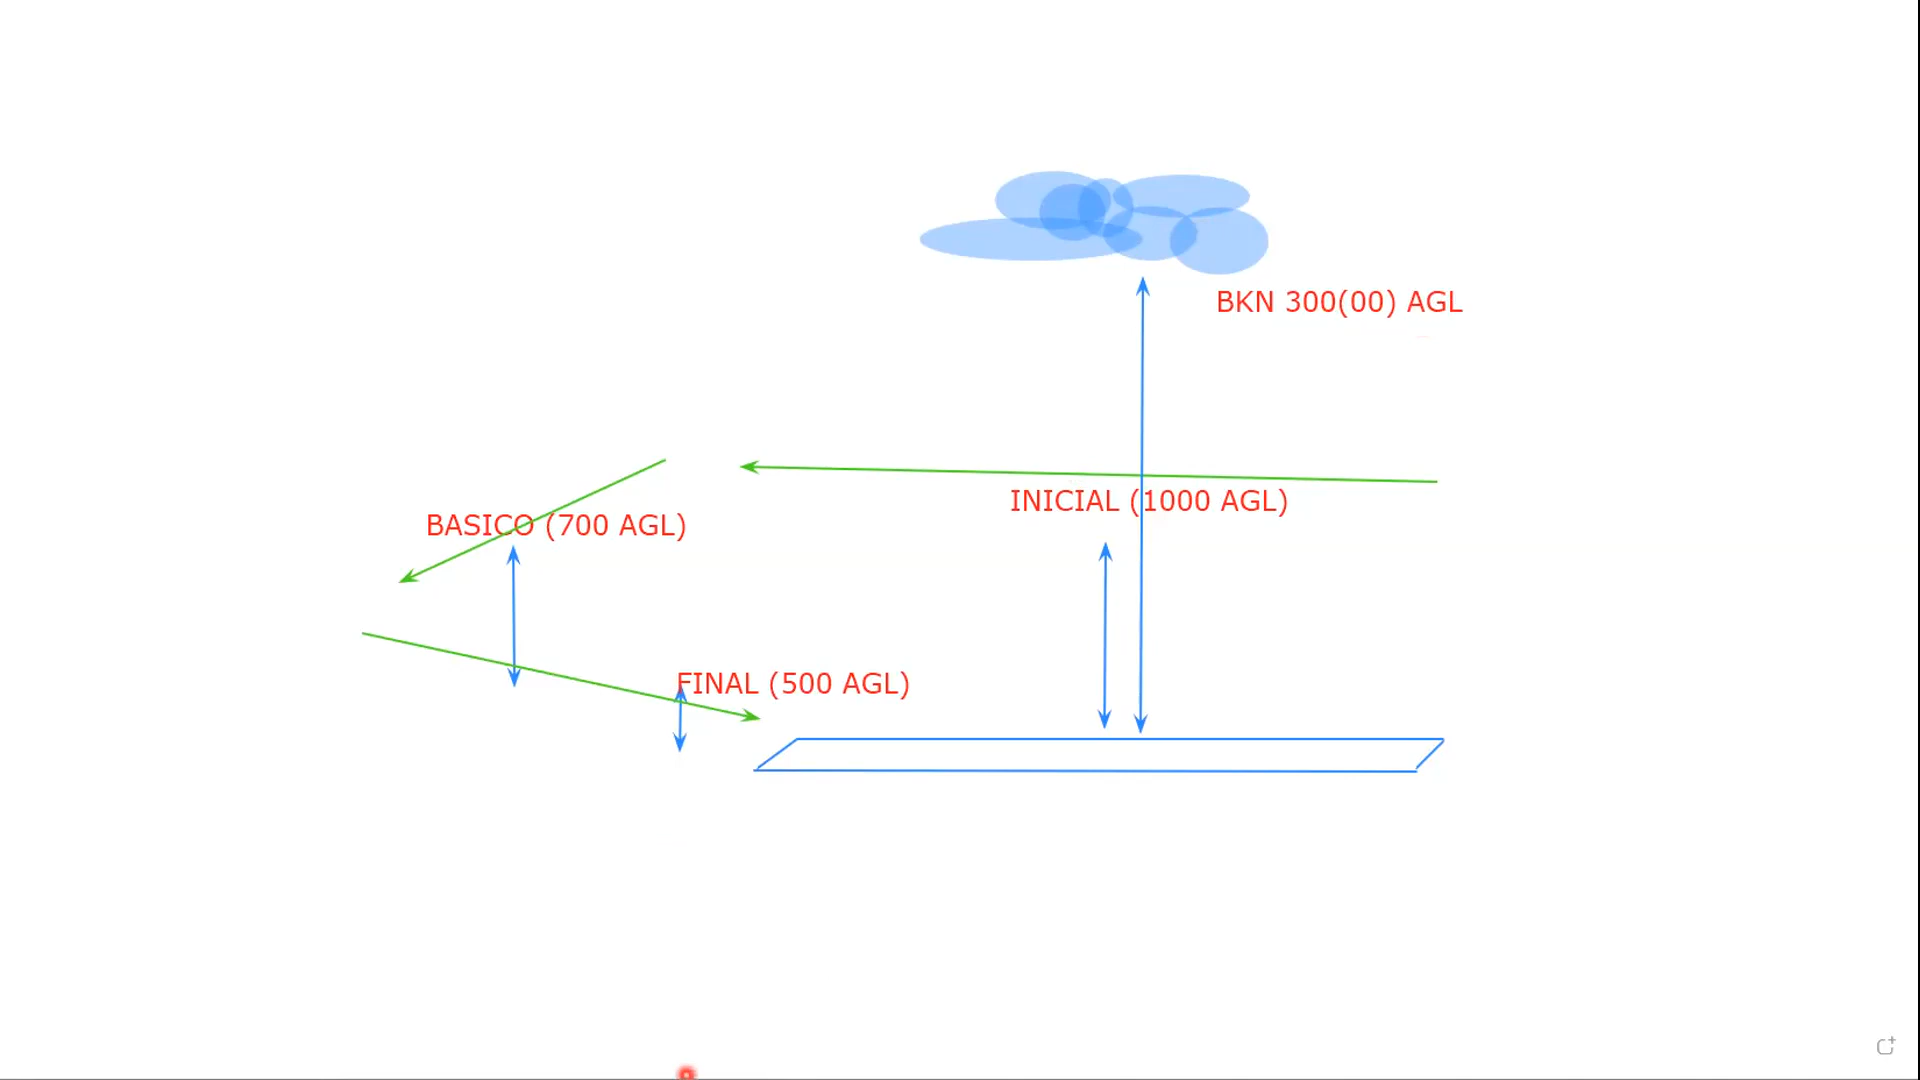 BKN 300(00) AGL
INICIAL (1000 AGL)
BASICO (700 AGL)
FINAL (500 AGL)